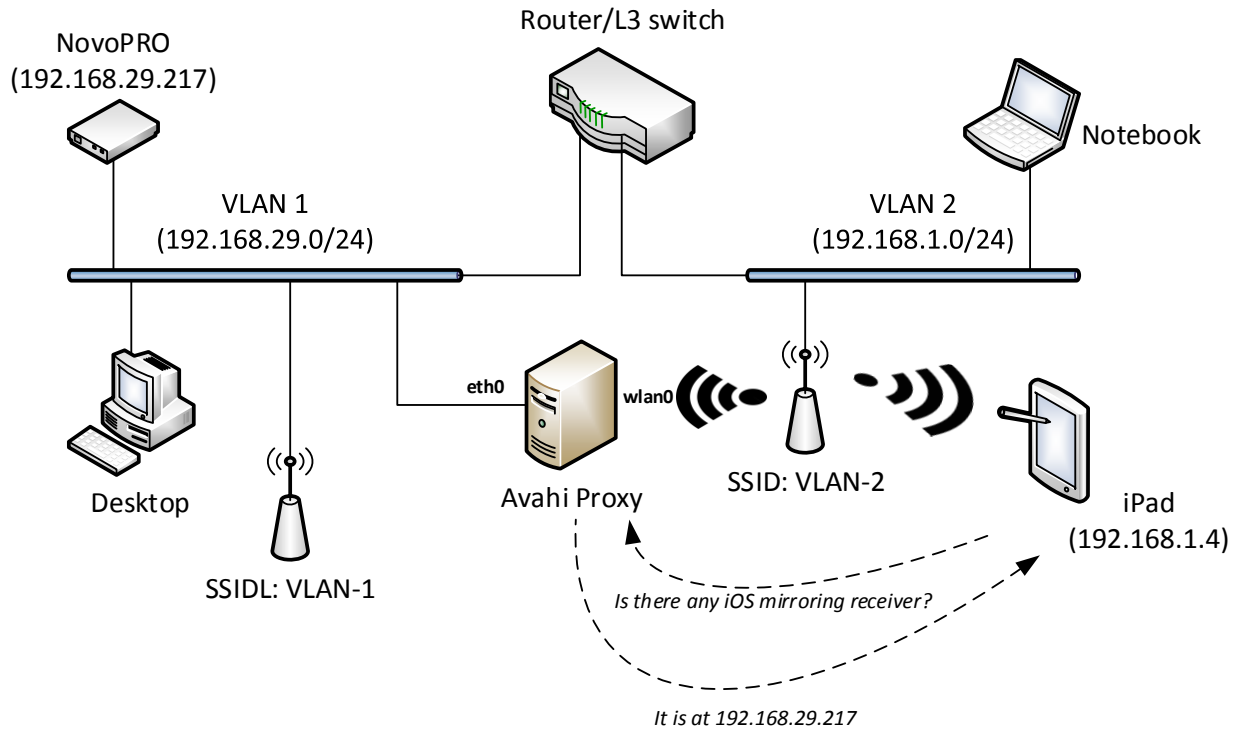 Router/L3 switch
NovoPRO
(192.168.29.217)
Notebook
VLAN 1
(192.168.29.0/24)
VLAN 2
(192.168.1.0/24)
eth0
wlan0
Desktop
SSIDL: VLAN-1
Avahi Proxy
SSID: VLAN-2
iPad
(192.168.1.4)
Is there any iOS mirroring receiver?
It is at 192.168.29.217